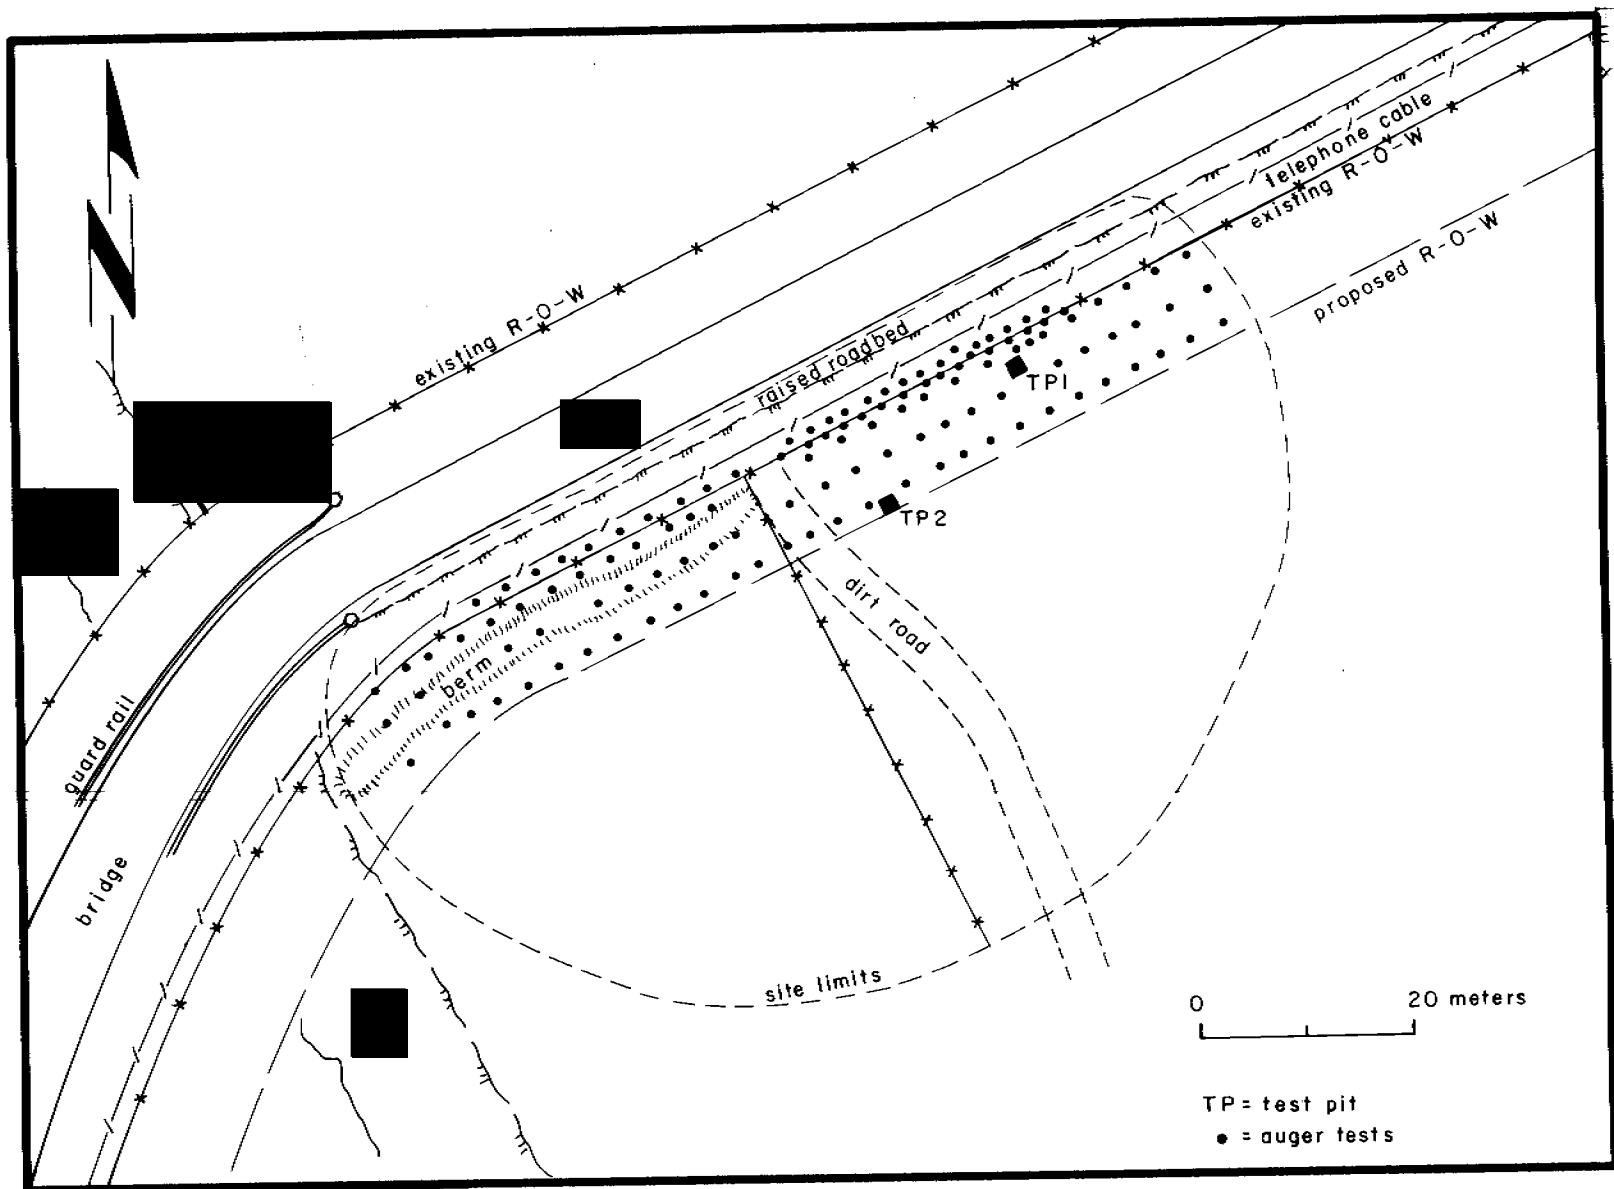 N
telephone cable
existing R-O-W
proposed R-O-W
existing R-O-W
raised roadbed
TP1
TP2
dirt
road
berm
guard rail
bridge
site limits
0 20 meters
TP = test pit
● = auger tests